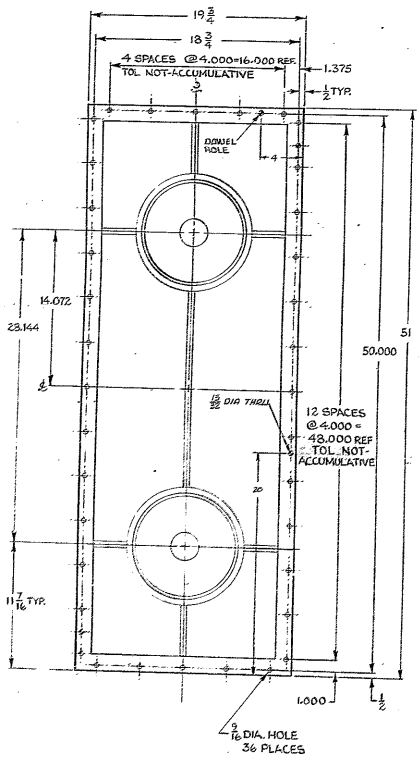 19 3/4
18 3/4
4 SPACES @ 4.000=16.000 REF.
TOL NOT-ACCUMULATIVE
1.375
1/2 TYP.
DOWEL
HOLE
4
14.072
28.144
51
50.000
℄
15/32 DIA THRU
12 SPACES
@ 4.000 =
48.000 REF
TOL NOT-
ACCUMULATIVE
20
11 7/16 TYP.
1.000
1/2
9/16 DIA. HOLE
36 PLACES